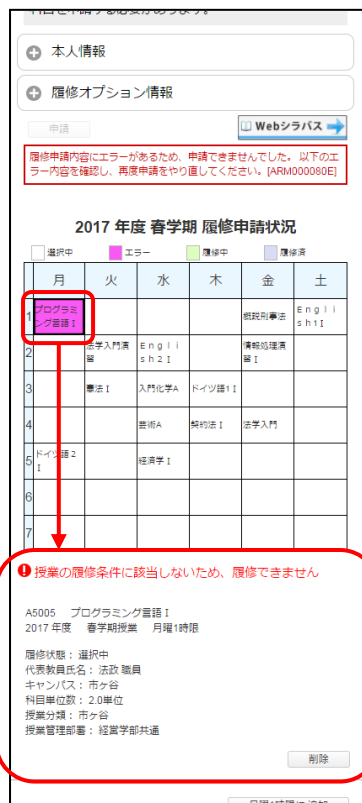 本人情報
履修オプション情報
申請
Webシラバス
履修申請内容にエラーがあるため、申請できませんでした。 以下のエ
ラー内容を確認し、再度申請をやり直してください。[ARM000080E]
2017 年度 春学期 履修申請状況
選択中 エラー 履修中 履修済
月 火 水 木 金 土
1 プログラミ
ング言語 I
概説刑事法
Engli
sh1 I
2 法学入門演
習
Engli
sh2 I
情報処理演
習 I
3 憲法 I 入門化学A ドイツ語1 I
4 芸術A 契約法 I 法学入門
5 ドイツ語2
I
経済学 I
6
7
授業の履修条件に該当しないため、履修できません
A5005 プログラミング言語 I
2017 年度 春学期授業 月曜1時限
履修状態： 選択中
代表教員氏名： 法政 職員
キャンパス： 市ヶ谷
科目単位数： 2.0単位
授業分類： 市ヶ谷
授業管理部署： 経営学部共通
削除